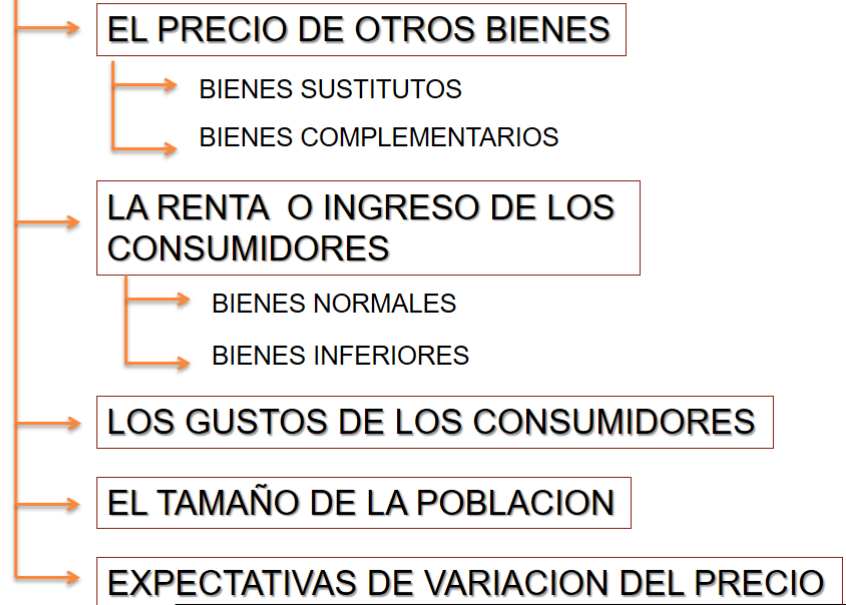 EL PRECIO DE OTROS BIENES
BIENES SUSTITUTOS
BIENES COMPLEMENTARIOS
LA RENTA O INGRESO DE LOS
CONSUMIDORES
BIENES NORMALES
BIENES INFERIORES
LOS GUSTOS DE LOS CONSUMIDORES
EL TAMAÑO DE LA POBLACION
EXPECTATIVAS DE VARIACION DEL PRECIO